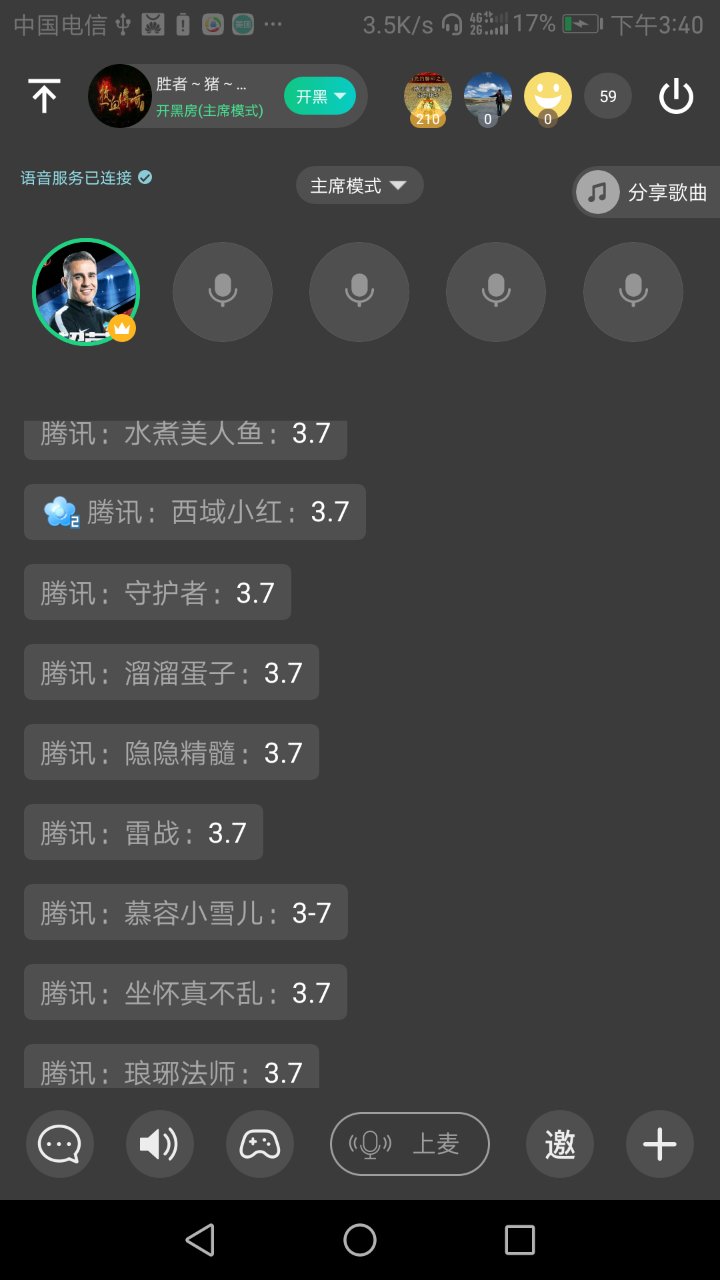 中国电信 3.5K/s 4G 2G 17% 下午3:40
胜者 ~ 猪 ~ ...
开黑房(主席模式)
开黑
210
0
0
59
语音服务已连接
主席模式
分享歌曲
腾讯: 水煮美人鱼: 3.7
2 腾讯: 西域小红: 3.7
腾讯: 守护者: 3.7
腾讯: 溜溜蛋子: 3.7
腾讯: 隐隐精髓: 3.7
腾讯: 雷战: 3.7
腾讯: 慕容小雪儿: 3-7
腾讯: 坐怀真不乱: 3.7
腾讯: 琅琊法师: 3.7
上麦
邀